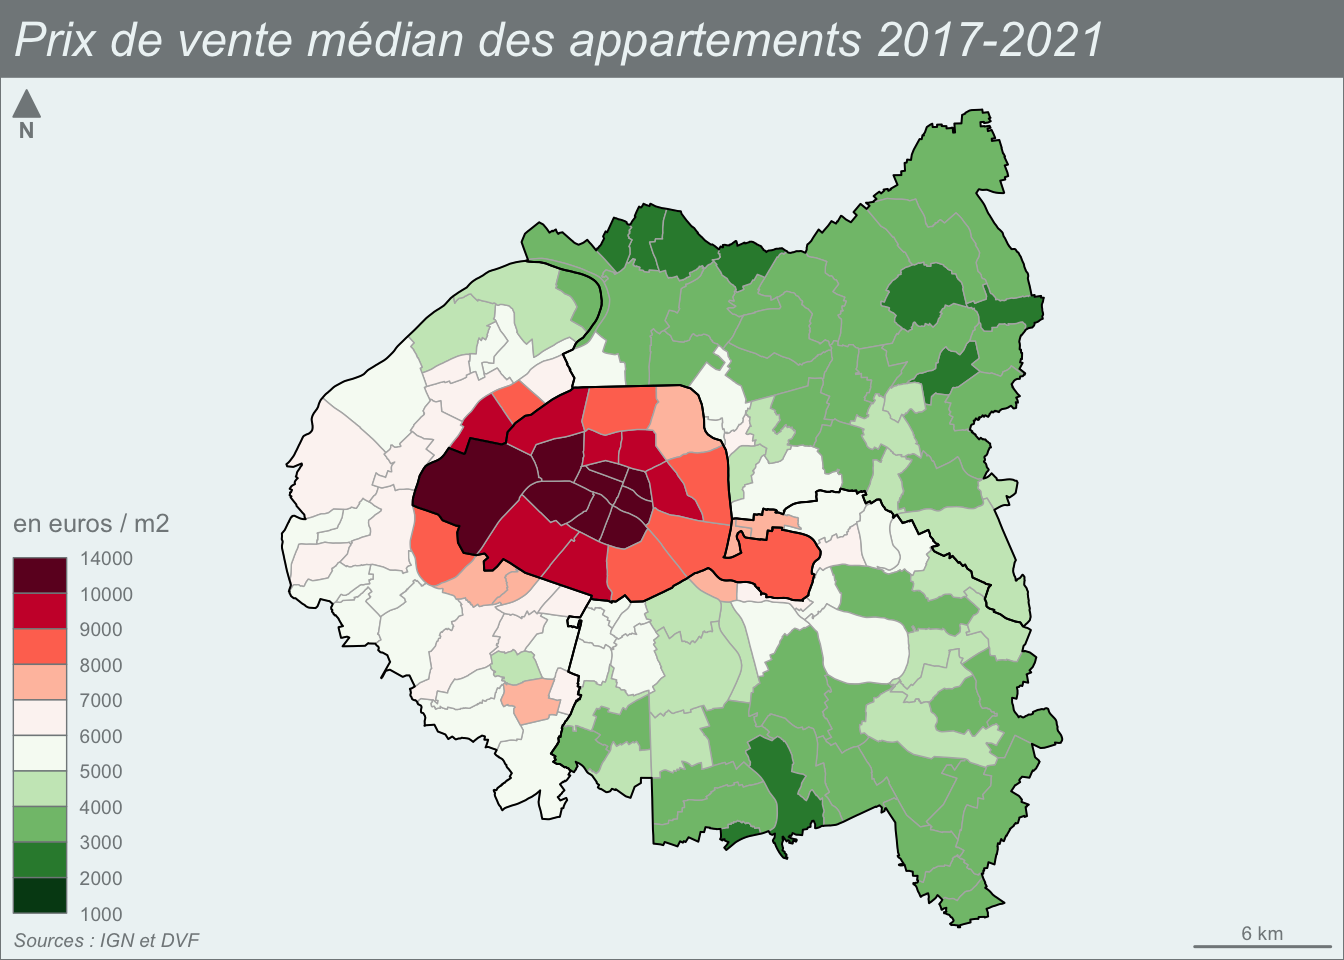 Prix de vente médian des appartements 2017-2021
N
en euros / m2
14000
10000
9000
8000
7000
6000
5000
4000
3000
2000
1000
Sources : IGN et DVF
6 km